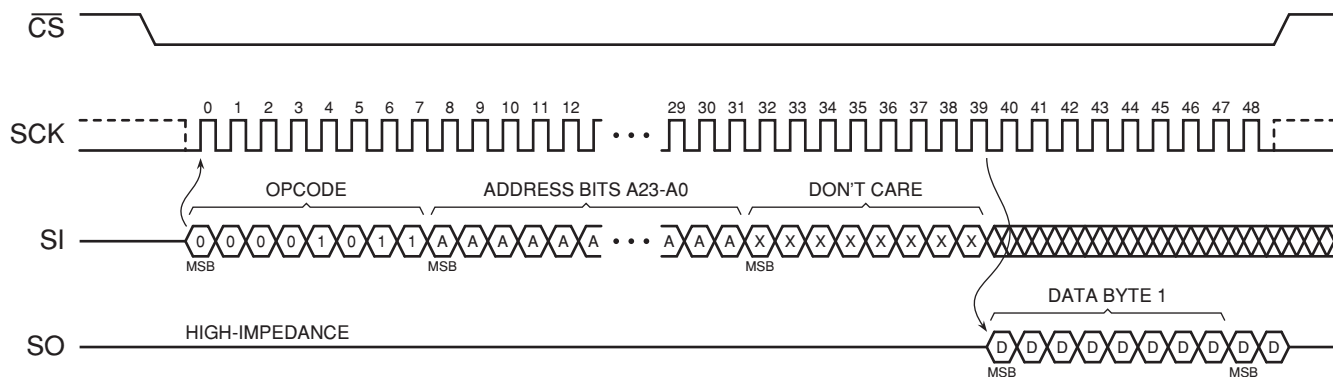 CS
0 1 2 3 4 5 6 7 8 9 10 11 12 29 30 31 32 33 34 35 36 37 38 39 40 41 42 43 44 45 46 47 48
SCK
OPCODE ADDRESS BITS A23-A0 DON'T CARE
SI 0 0 0 0 1 0 1 1 A A A A A A A A A X X X X X X X X
MSB MSB MSB
DATA BYTE 1
HIGH-IMPEDANCE
SO D D D D D D D D D D
MSB MSB